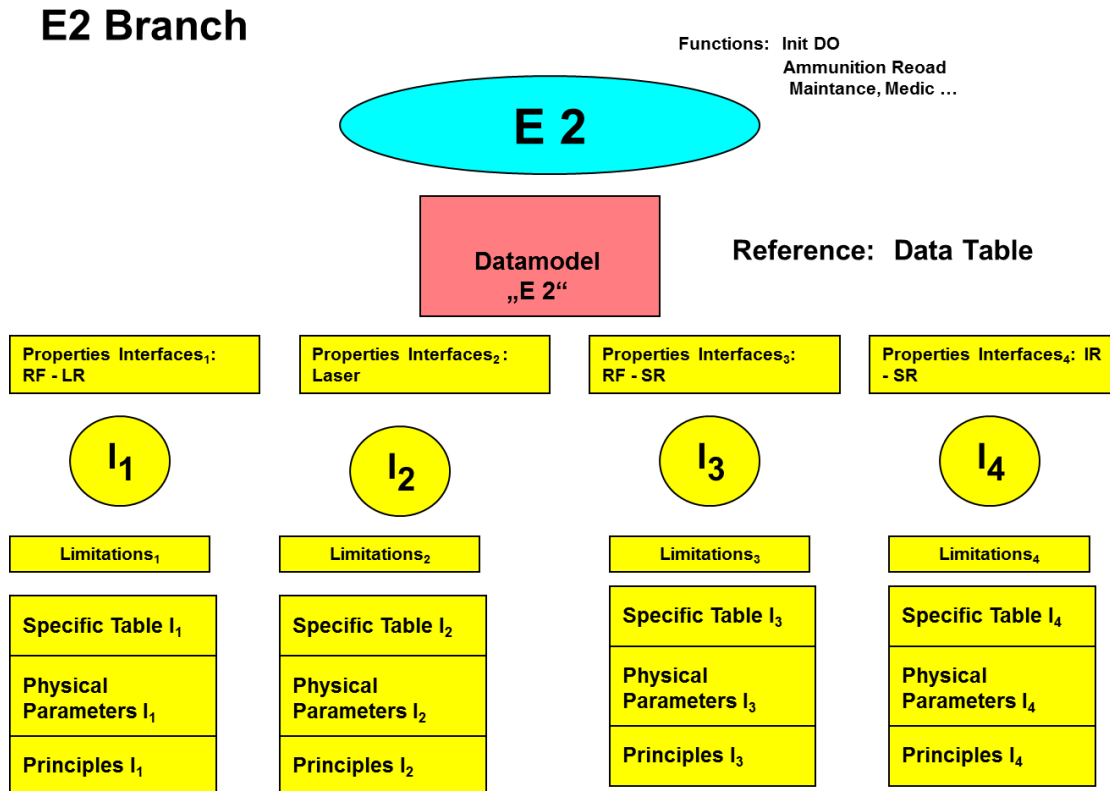 E2 Branch
Functions: Init DO
Ammunition Reoad
Maintance, Medic ...
E 2
Datamodel
„E 2“
Reference: Data Table
Properties Interfaces₁:
RF - LR
Properties Interfaces₂:
Laser
Properties Interfaces₃:
RF - SR
Properties Interfaces₄: IR
- SR
I₁
I₂
I₃
I₄
Limitations₁
Limitations₂
Limitations₃
Limitations₄
Specific Table I₁
Physical
Parameters I₁
Principles I₁
Specific Table I₂
Physical
Parameters I₂
Principles I₂
Specific Table I₃
Physical
Parameters I₃
Principles I₃
Specific Table I₄
Physical
Parameters I₄
Principles I₄